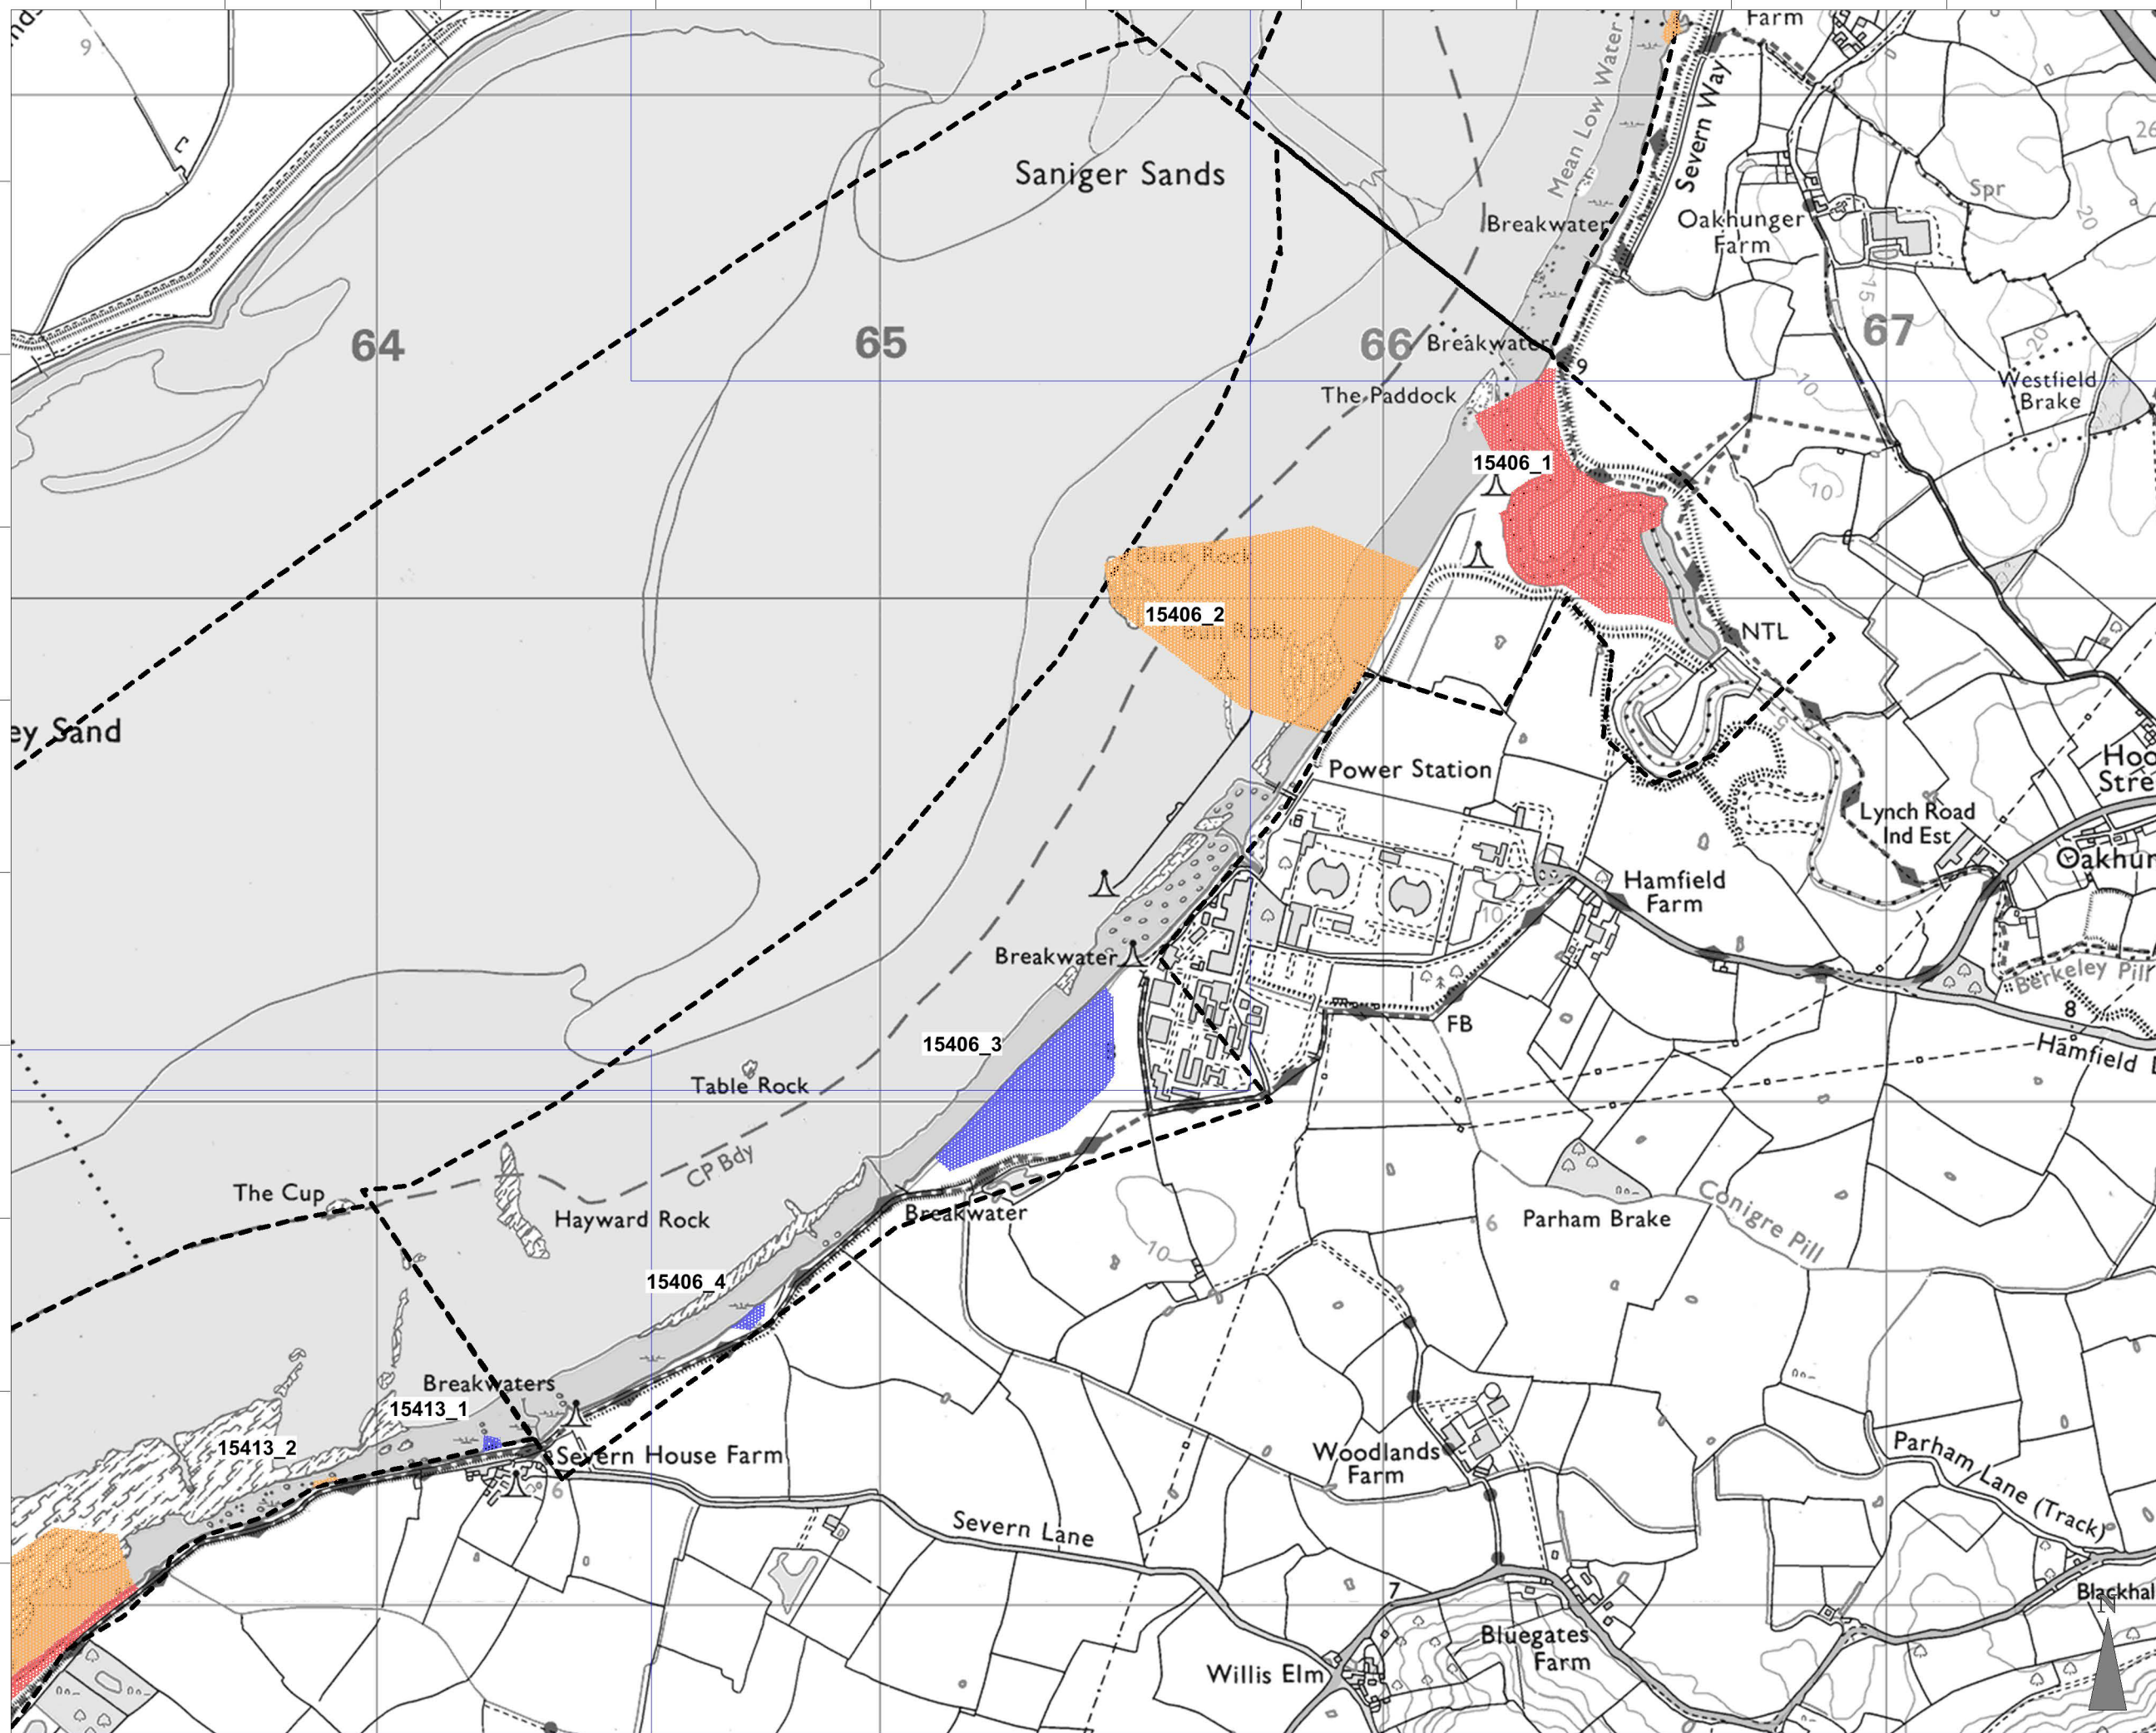 9
Farm
26
Mean Low Water
Severn Way
Saniger Sands
Spr
20
Oakhunger
Farm
Breakwater
15
64
65
66
67
Breakwater
20
9
10
Westfield
Brake
The Paddock
15406_1
10
Black Rock
15406_2
Bull Rock
NTL
5
ey Sand
Power Station
Hoo
Stre
Lynch Road
Ind Est
Oakhun
Hamfield
Farm
10
Breakwater
Berkeley Pill
8
FB
15406_3
Hamfield L
Table Rock
CP Bdy
The Cup
Hayward Rock
Breakwater
10
6
Parham Brake
Conigre Pill
15406_4
Breakwaters
15413_1
15413_2
Severn House Farm
6
Woodlands
Farm
Parham Lane (Track)
Severn Lane
7
Blackhal
N
Bluegates
Farm
Willis Elm